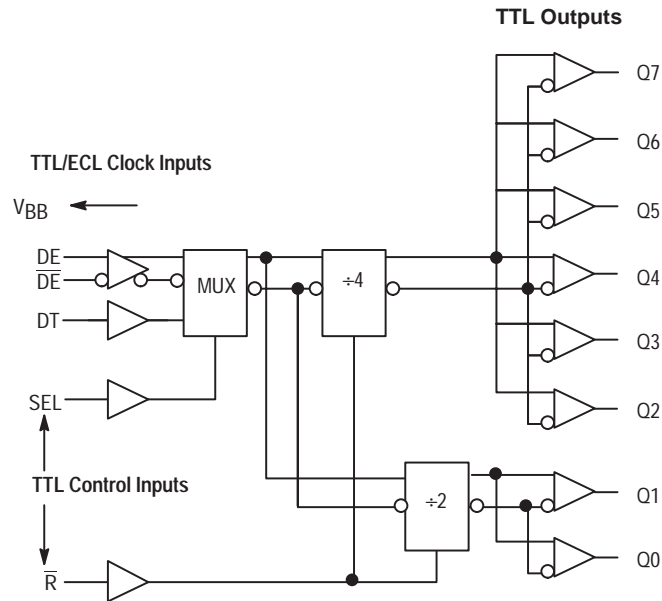 TTL Outputs
Q7
Q6
TTL/ECL Clock Inputs
VBB
Q5
DE
D̅E̅
MUX
÷4
Q4
DT
Q3
SEL
Q2
TTL Control Inputs
÷2
Q1
R̅
Q0